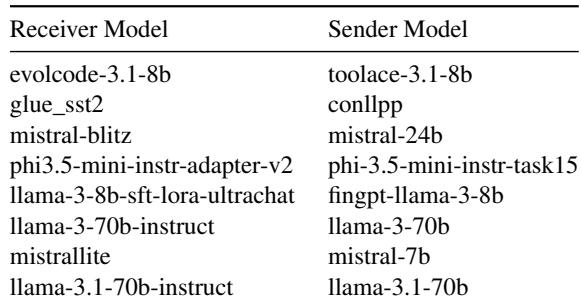 Receiver Model Sender Model
evolcode-3.1-8b toolace-3.1-8b
glue_sst2 conllpp
mistral-blitz mistral-24b
phi3.5-mini-instr-adapter-v2 phi-3.5-mini-instr-task15
llama-3-8b-sft-lora-ultrachat fingpt-llama-3-8b
llama-3-70b-instruct llama-3-70b
mistrallite mistral-7b
llama-3.1-70b-instruct llama-3.1-70b